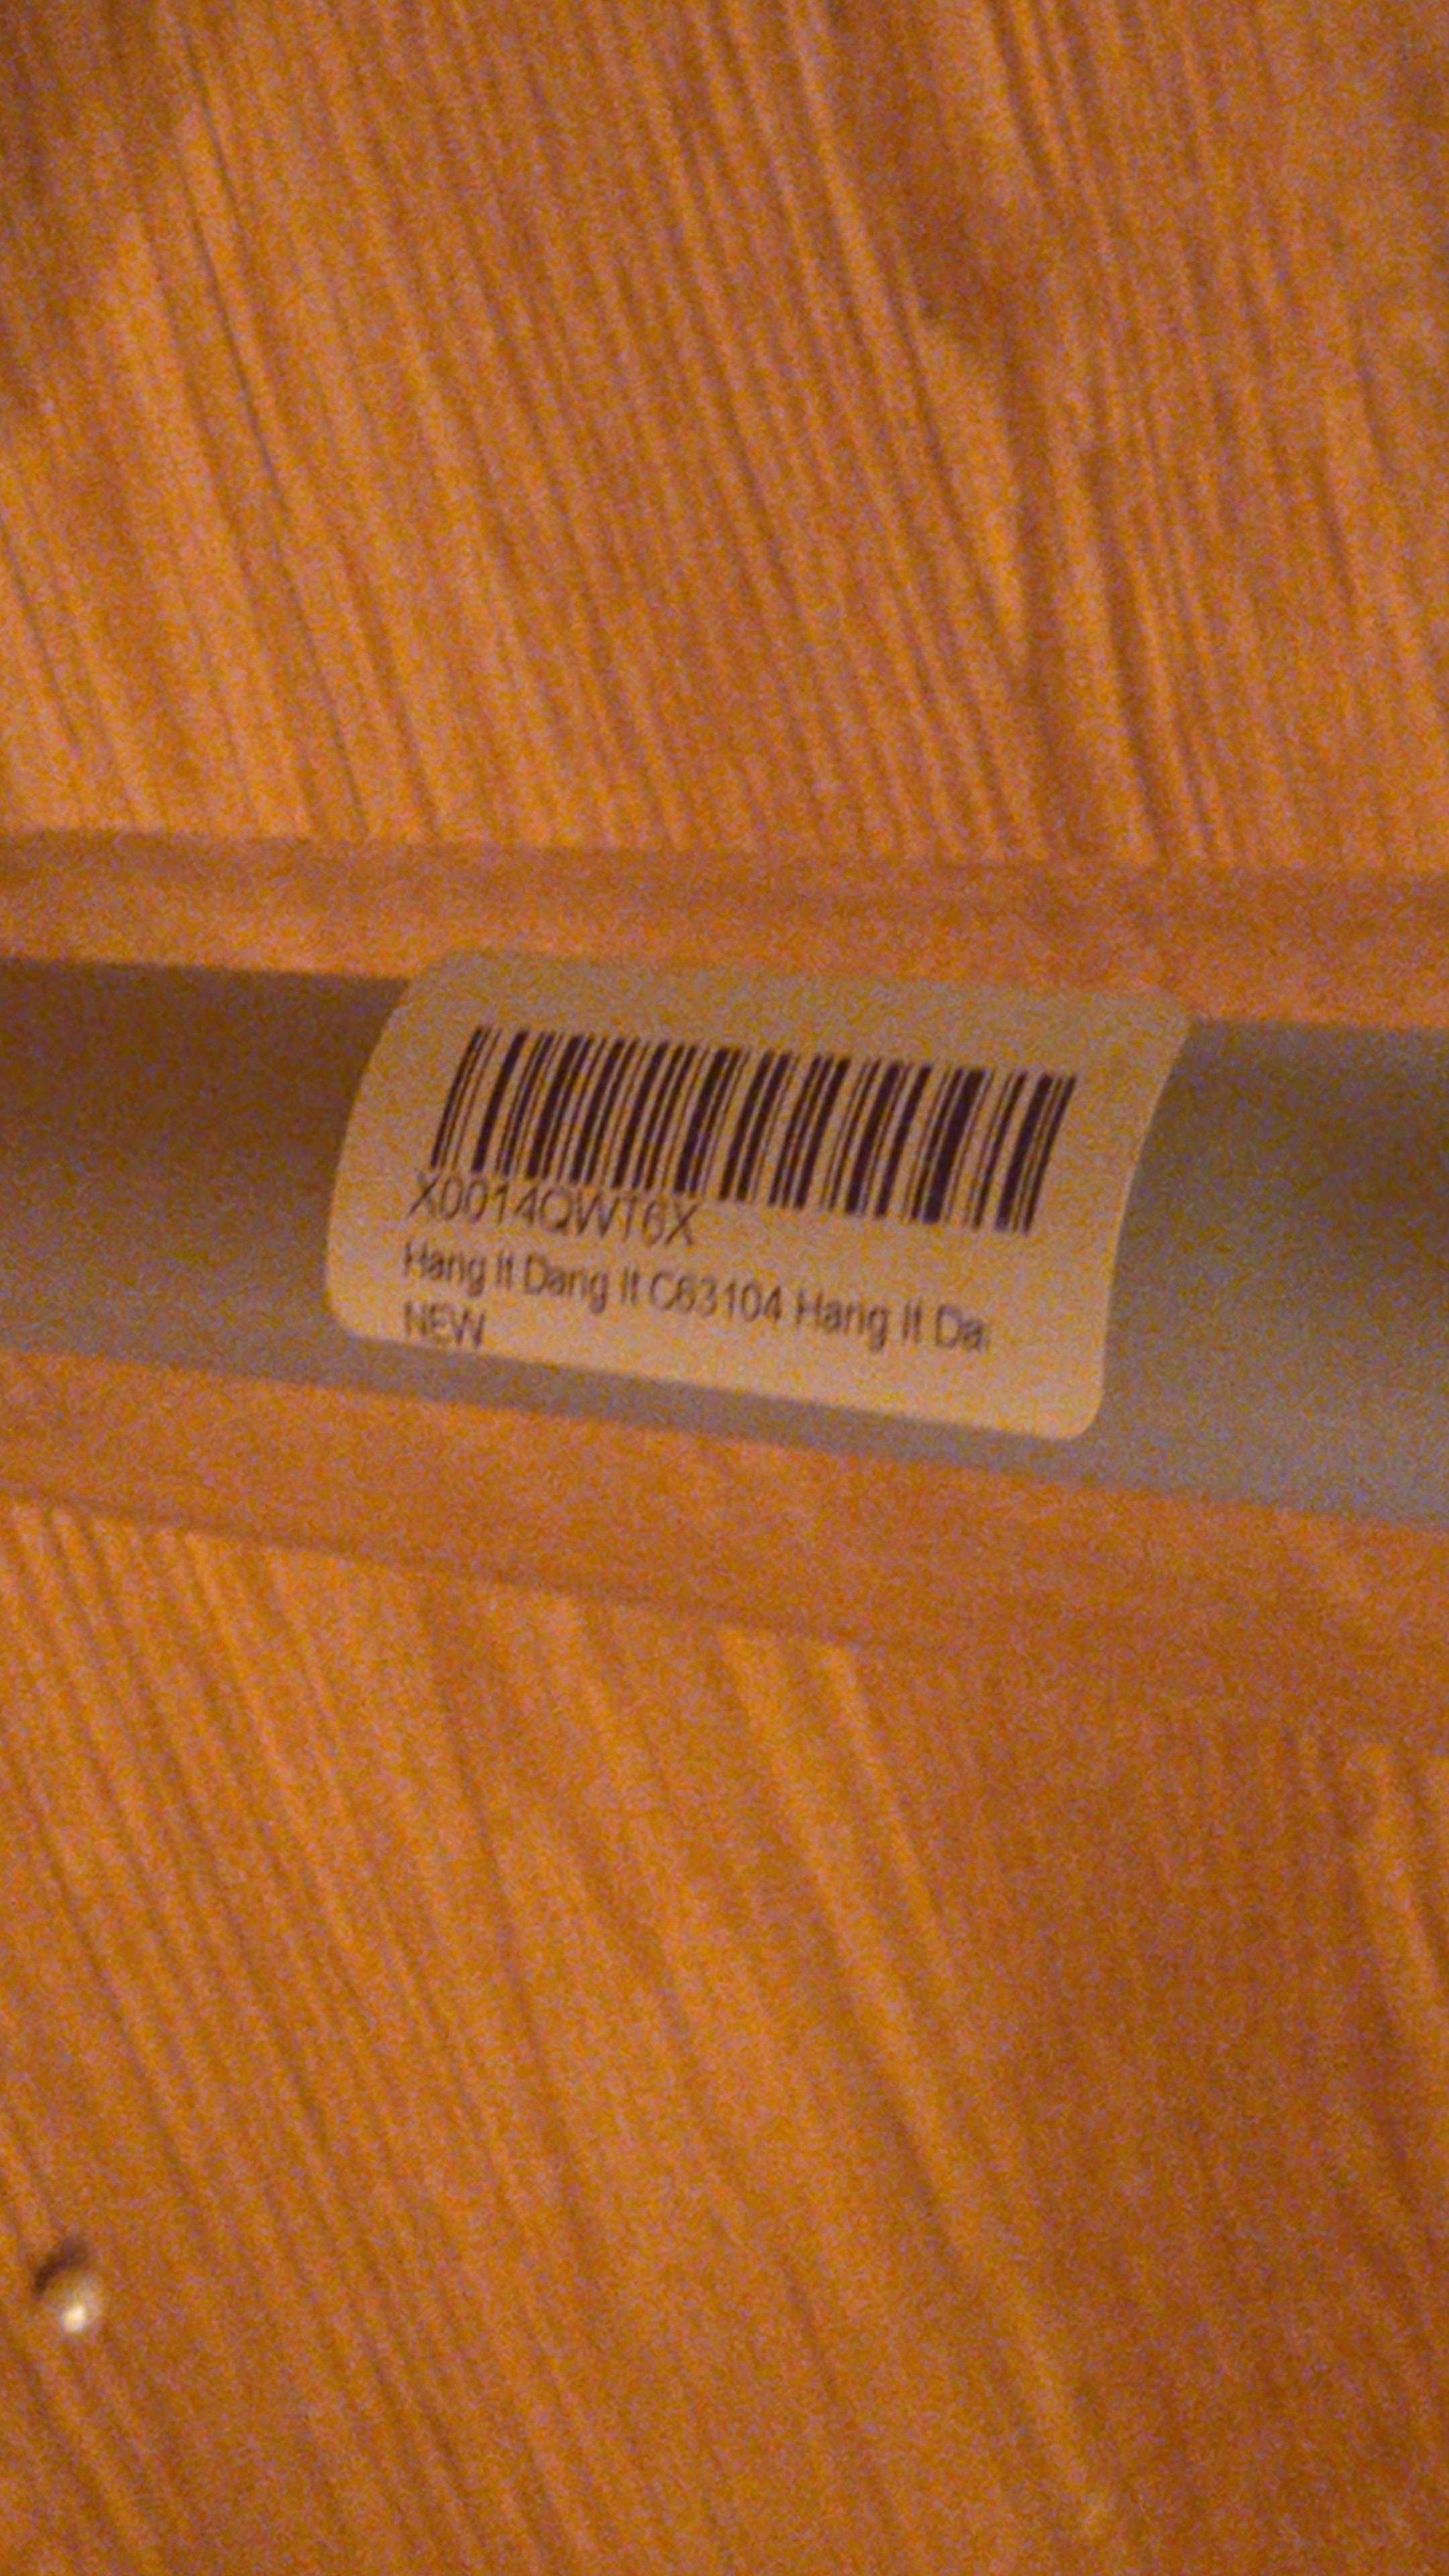 X0014QWT6X
Hang It Dang It C63104 Hang It Da
NEW